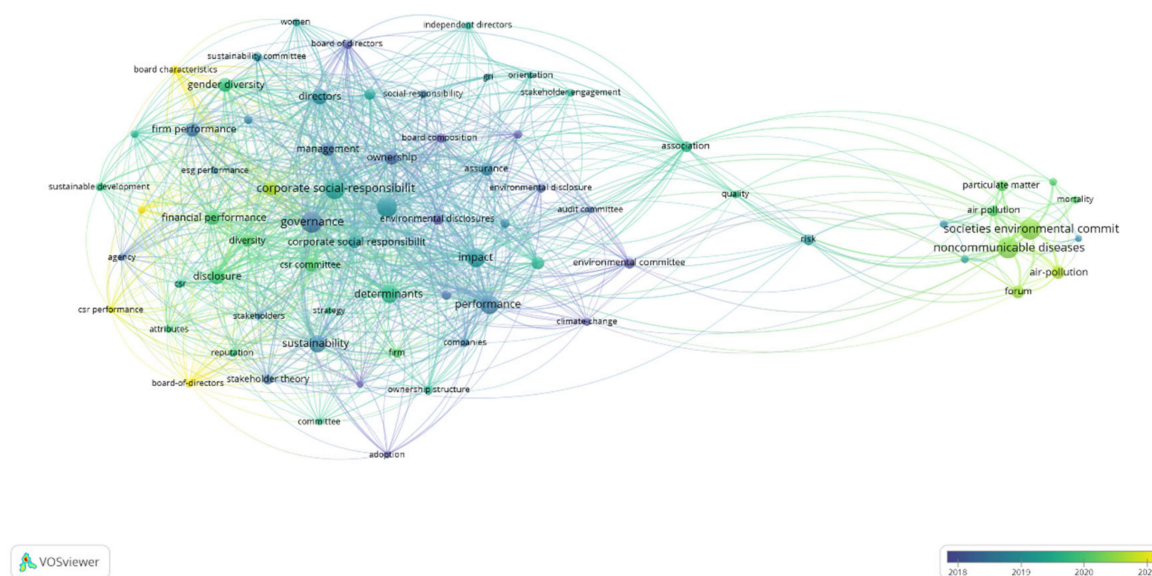 women
independent directors
board of directors
sustainability committee
board characteristics
gri
orientation
gender diversity
stakeholder engagement
directors
social-responsibility
firm performance
board composition
association
management
ownership
esg performance
assurance
sustainable development
corporate social-responsibilit
environmental disclosure
particulate matter
quality
mortality
financial performance
environmental disclosures
audit committee
air pollution
governance
societies environmental commit
diversity
corporate social responsibilit
risk
noncommunicable diseases
agency
impact
csr committee
environmental committee
disclosure
air-pollution
csr
determinants
forum
csr performance
strategy
performance
stakeholders
climate-change
attributes
sustainability
companies
reputation
firm
board-of-directors
stakeholder theory
ownership structure
committee
adoption
VOSviewer
2018
2019
2020